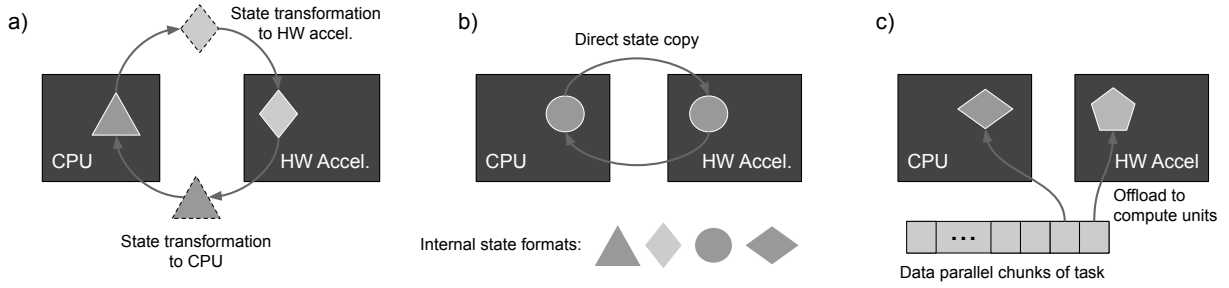 a)
State transformation
to HW accel.
CPU
HW Accel.
State transformation
to CPU
b)
Direct state copy
CPU
HW Accel.
Internal state formats:
c)
CPU
HW Accel
Offload to
compute units
...
Data parallel chunks of task